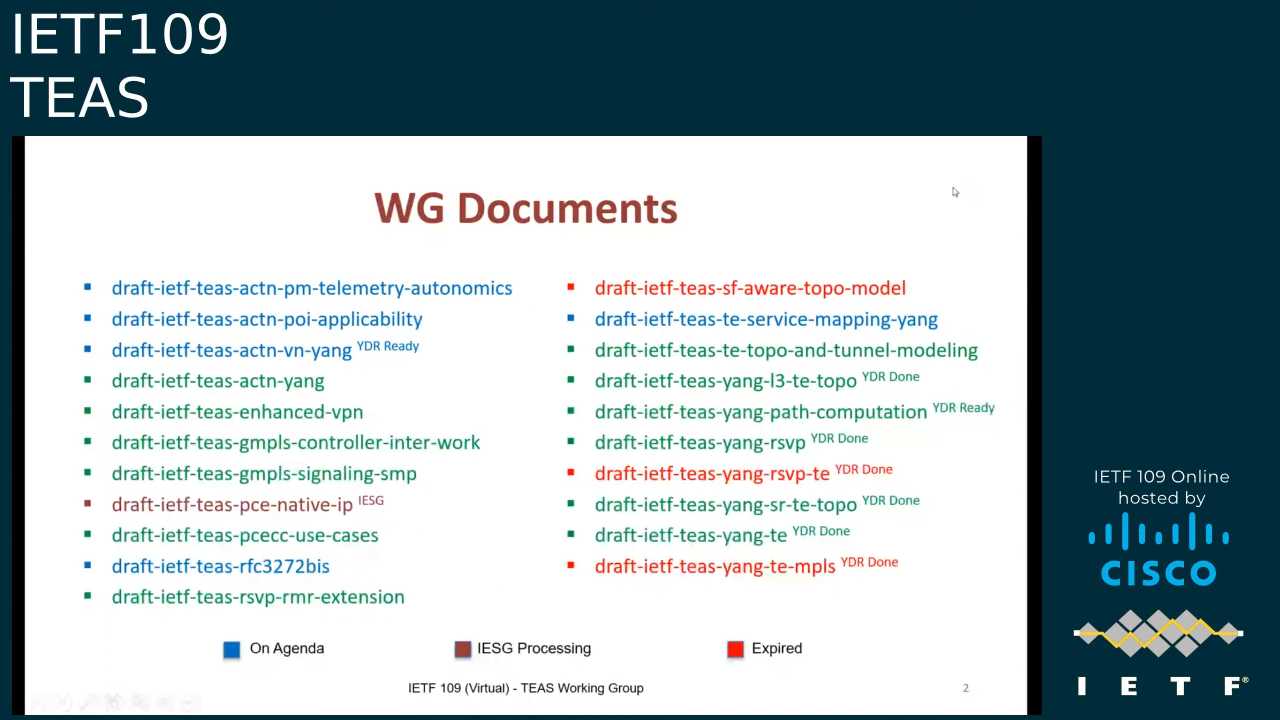 IETF109
TEAS
WG Documents
draft-ietf-teas-actn-pm-telemetry-autonomics
draft-ietf-teas-actn-poi-applicability
draft-ietf-teas-actn-vn-yang YDR Ready
draft-ietf-teas-actn-yang
draft-ietf-teas-enhanced-vpn
draft-ietf-teas-gmpls-controller-inter-work
draft-ietf-teas-gmpls-signaling-smp
draft-ietf-teas-pce-native-ip IESG
draft-ietf-teas-pcecc-use-cases
draft-ietf-teas-rfc3272bis
draft-ietf-teas-rsvp-rmr-extension
draft-ietf-teas-sf-aware-topo-model
draft-ietf-teas-te-service-mapping-yang
draft-ietf-teas-te-topo-and-tunnel-modeling
draft-ietf-teas-yang-l3-te-topo YDR Done
draft-ietf-teas-yang-path-computation YDR Ready
draft-ietf-teas-yang-rsvp YDR Done
draft-ietf-teas-yang-rsvp-te YDR Done
draft-ietf-teas-yang-sr-te-topo YDR Done
draft-ietf-teas-yang-te YDR Done
draft-ietf-teas-yang-te-mpls YDR Done
On Agenda
IESG Processing
Expired
IETF 109 (Virtual) - TEAS Working Group
2
IETF 109 Online
hosted by
CISCO
I E T F®